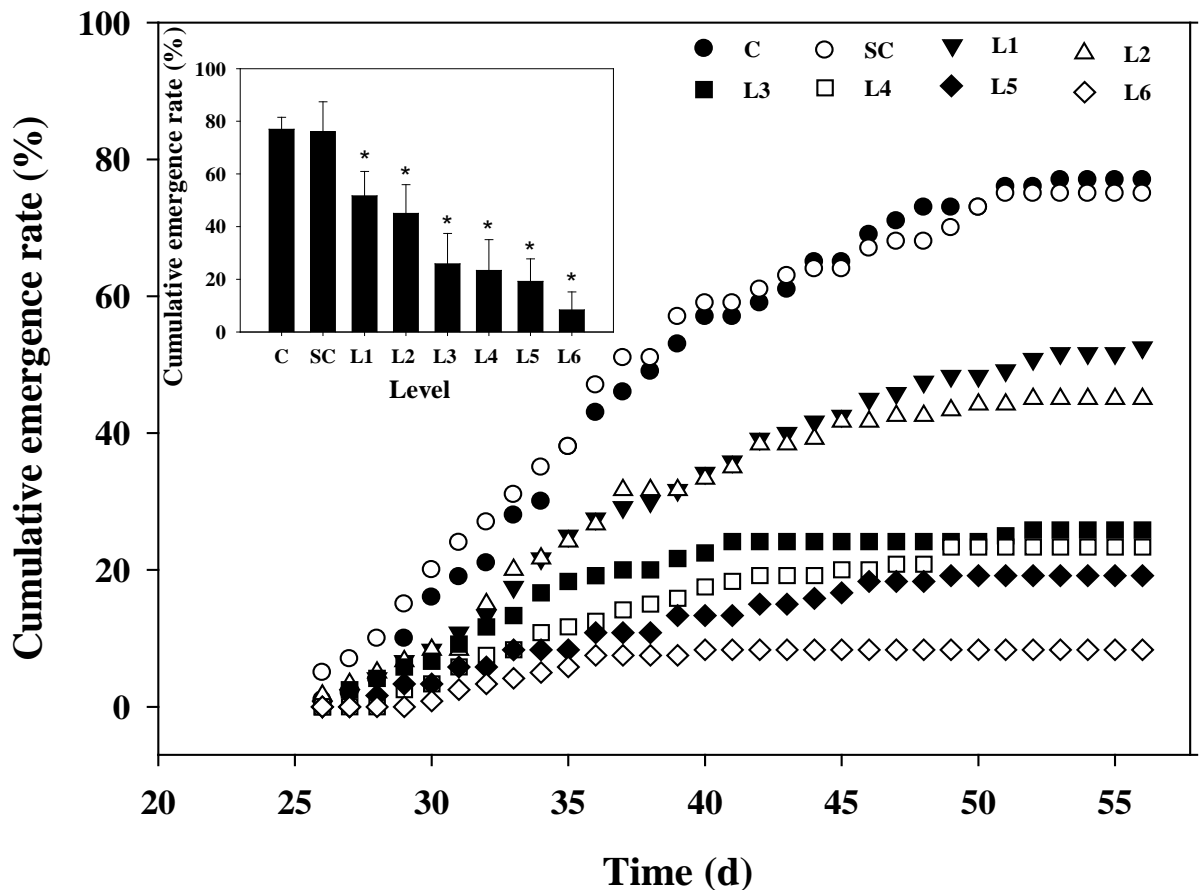 Cumulative emergence rate (%)
100
80
60
40
20
0
20 25 30 35 40 45 50 55
Time (d)
C SC L1 L2
L3 L4 L5 L6
Cumulative emergence rate (%)
100
80
60
40
20
0
* * * * * *
C SC L1 L2 L3 L4 L5 L6
Level